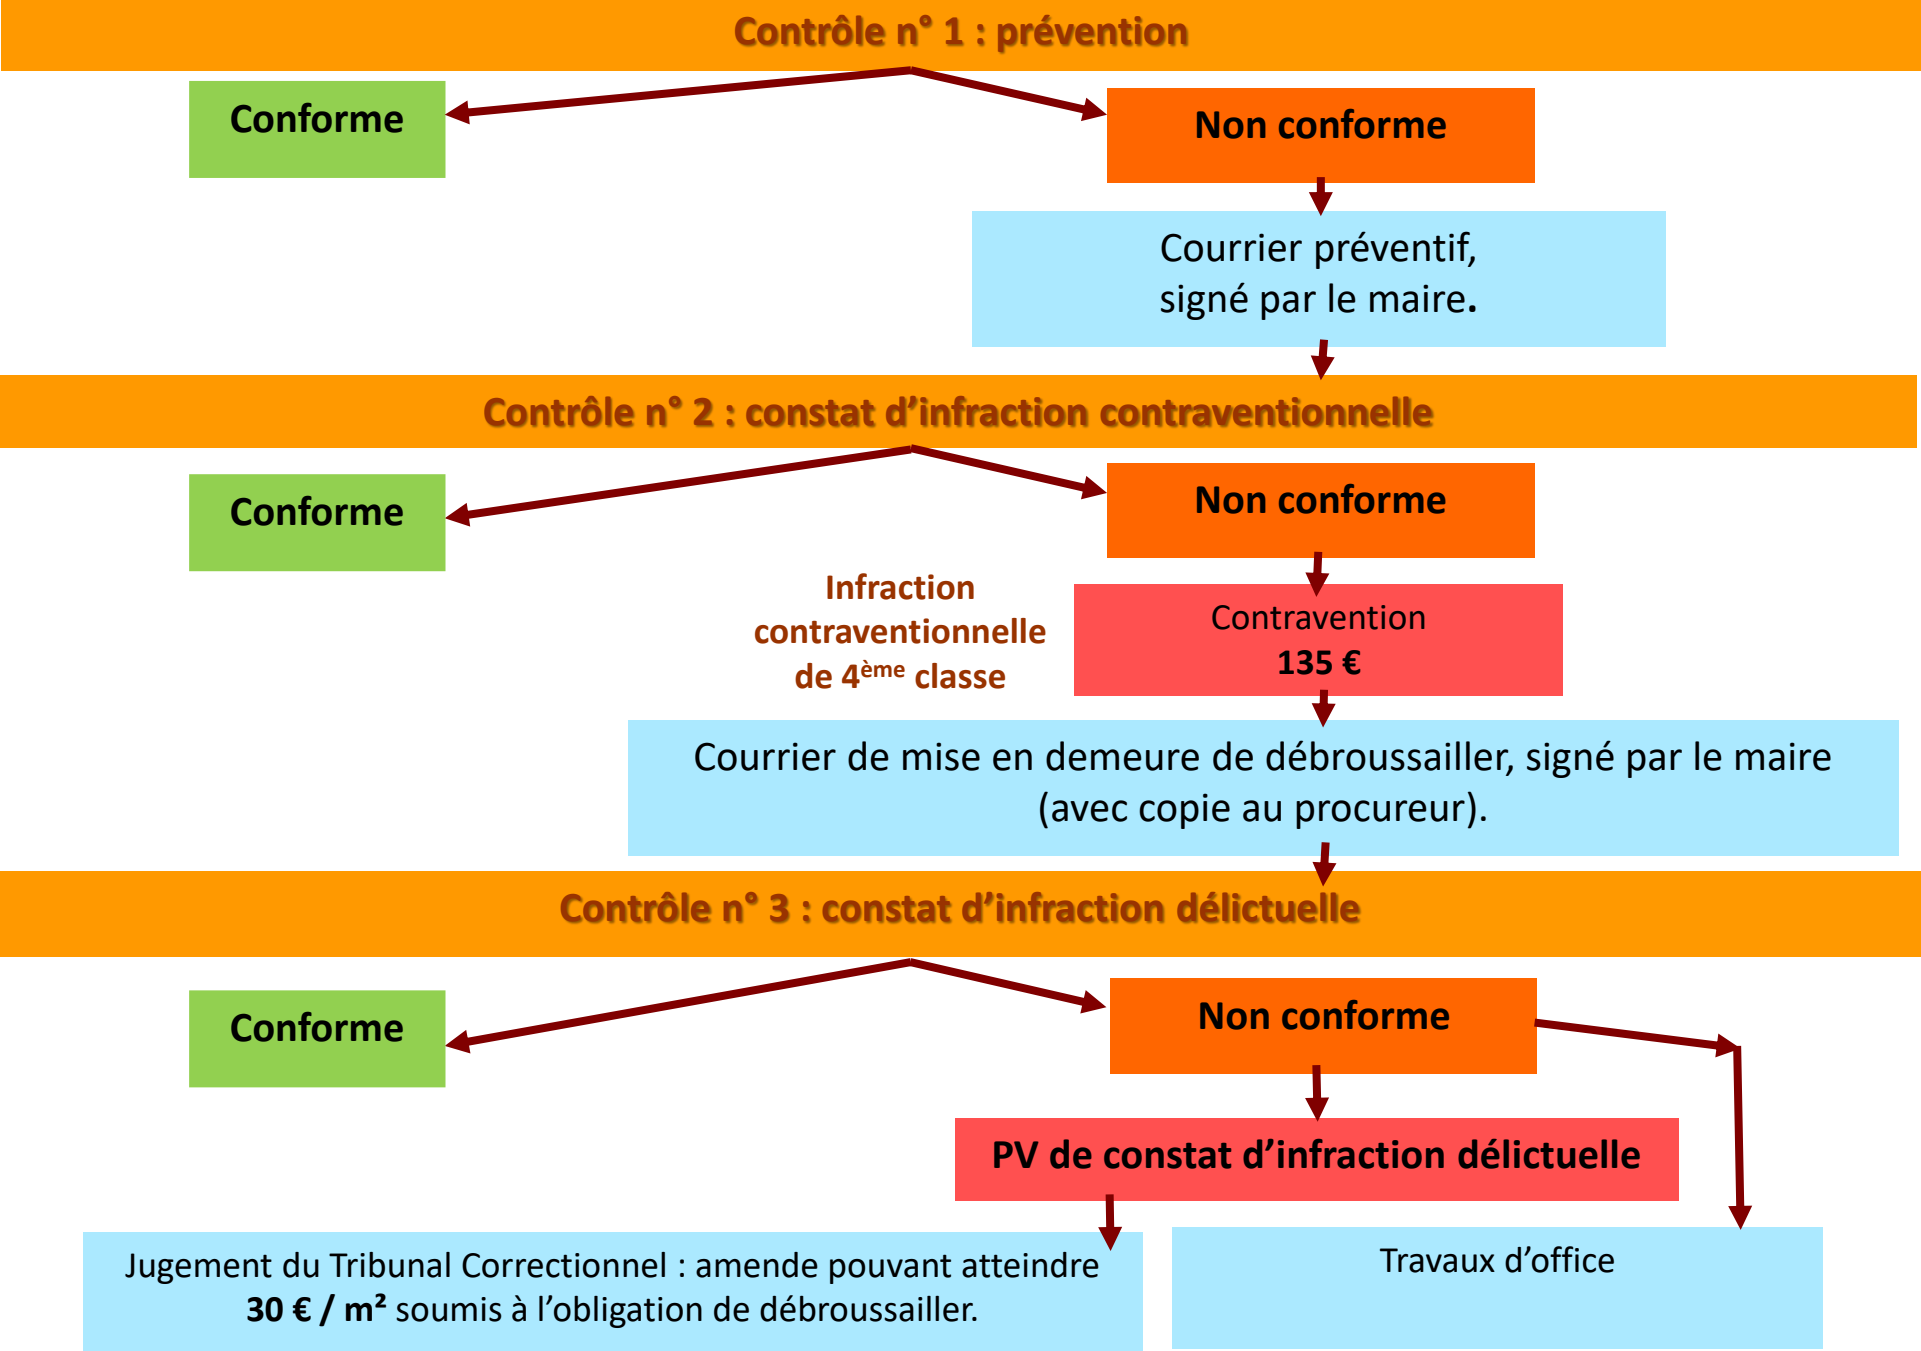 Contrôle n° 1 : prévention
Conforme
Non conforme
Courrier préventif,
signé par le maire.
Contrôle n° 2 : constat d’infraction contraventionnelle
Conforme
Non conforme
Infraction
contraventionnelle
de 4ème classe
Contravention
135 €
Courrier de mise en demeure de débroussailler, signé par le maire
(avec copie au procureur).
Contrôle n° 3 : constat d’infraction délictuelle
Conforme
Non conforme
PV de constat d’infraction délictuelle
Jugement du Tribunal Correctionnel : amende pouvant atteindre
30 € / m² soumis à l’obligation de débroussailler.
Travaux d’office